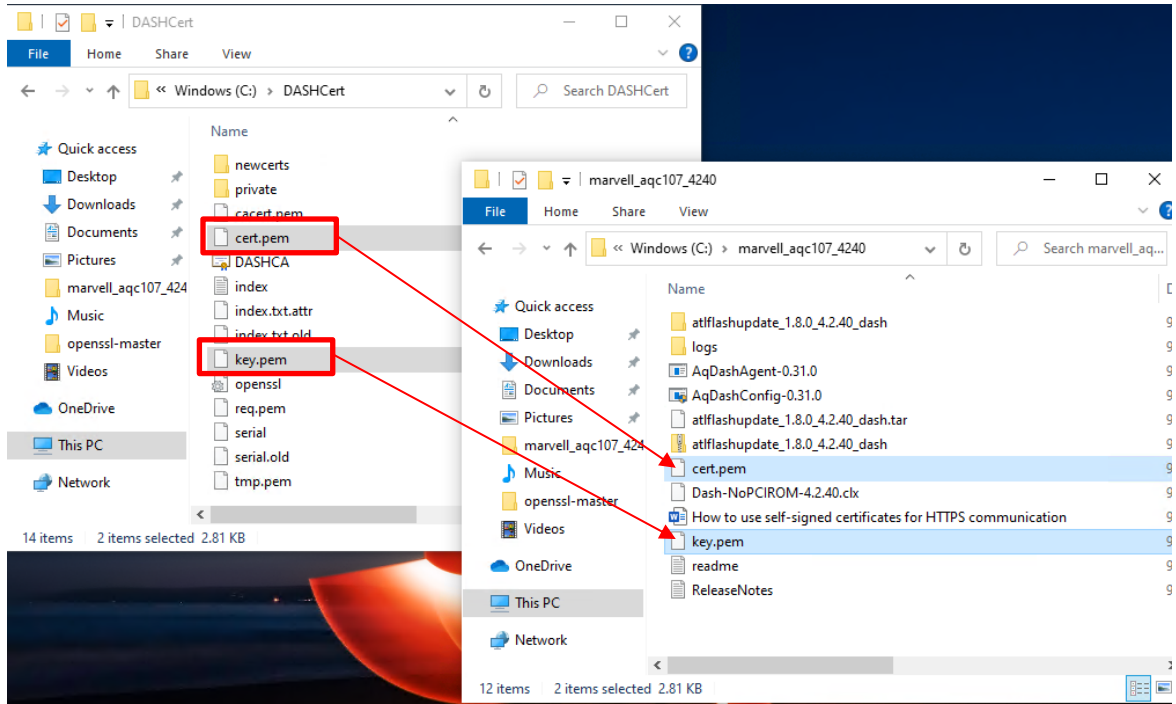 DASHCert
File Home Share View
« Windows (C:) > DASHCert
Search DASHCert
Name
Quick access
Desktop
Downloads
Documents
Pictures
marvell_aqc107_424
Music
openssl-master
Videos
OneDrive
This PC
Network
newcerts
private
cacert.pem
cert.pem
DASHCA
index
index.txt.attr
index.txt.old
key.pem
openssl
req.pem
serial
serial.old
tmp.pem
14 items 2 items selected 2.81 KB
marvell_aqc107_4240
File Home Share View
« Windows (C:) > marvell_aqc107_4240
Search marvell_aq...
Name
Quick access
Desktop
Downloads
Documents
Pictures
marvell_aqc107_424
Music
openssl-master
Videos
OneDrive
This PC
Network
atlflashupdate_1.8.0_4.2.40_dash
logs
AqDashAgent-0.31.0
AqDashConfig-0.31.0
atlflashupdate_1.8.0_4.2.40_dash.tar
atlflashupdate_1.8.0_4.2.40_dash
cert.pem
Dash-NoPCIROM-4.2.40.clx
How to use self-signed certificates for HTTPS communication
key.pem
readme
ReleaseNotes
12 items 2 items selected 2.81 KB